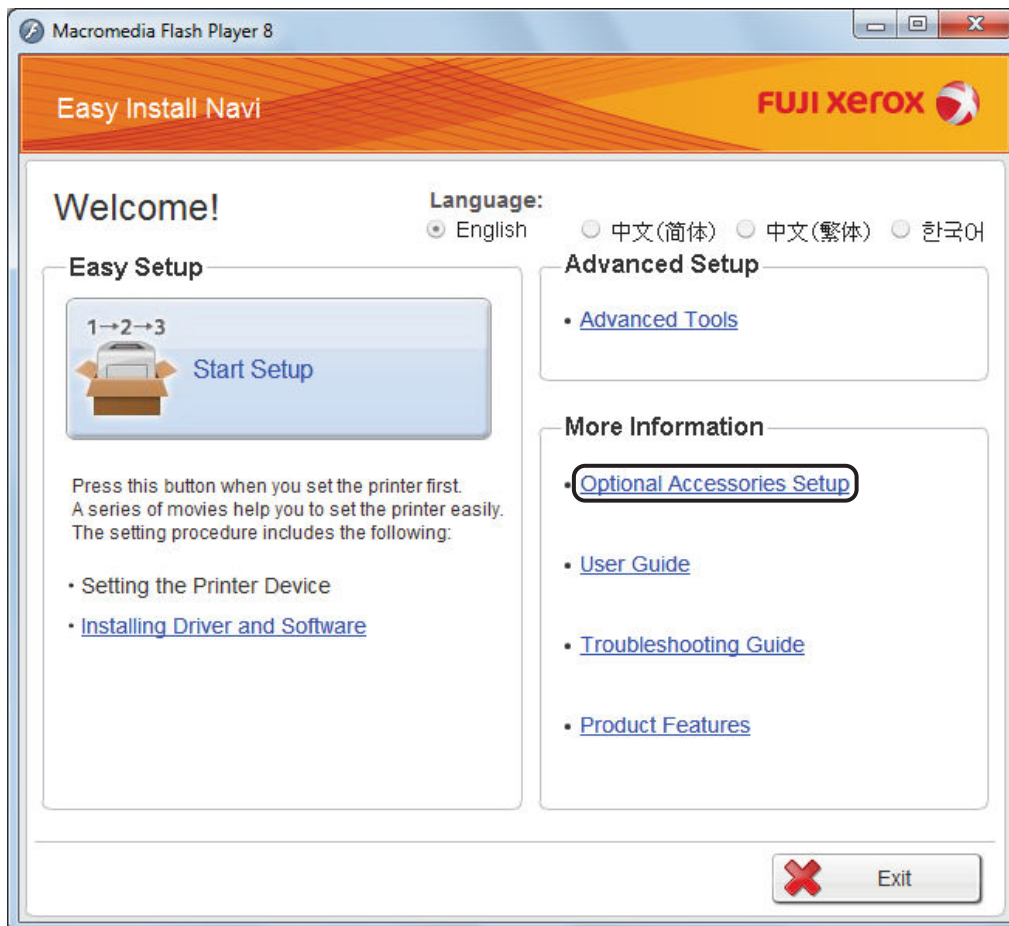 Macromedia Flash Player 8
Easy Install Navi
FUJI xerox
Welcome!
Language:
English
中文(简体)
中文(繁体)
한국어
Easy Setup
1→2→3
Start Setup
Press this button when you set the printer first.
A series of movies help you to set the printer easily.
The setting procedure includes the following:
• Setting the Printer Device
• Installing Driver and Software
Advanced Setup
• Advanced Tools
More Information
• Optional Accessories Setup
• User Guide
• Troubleshooting Guide
• Product Features
Exit